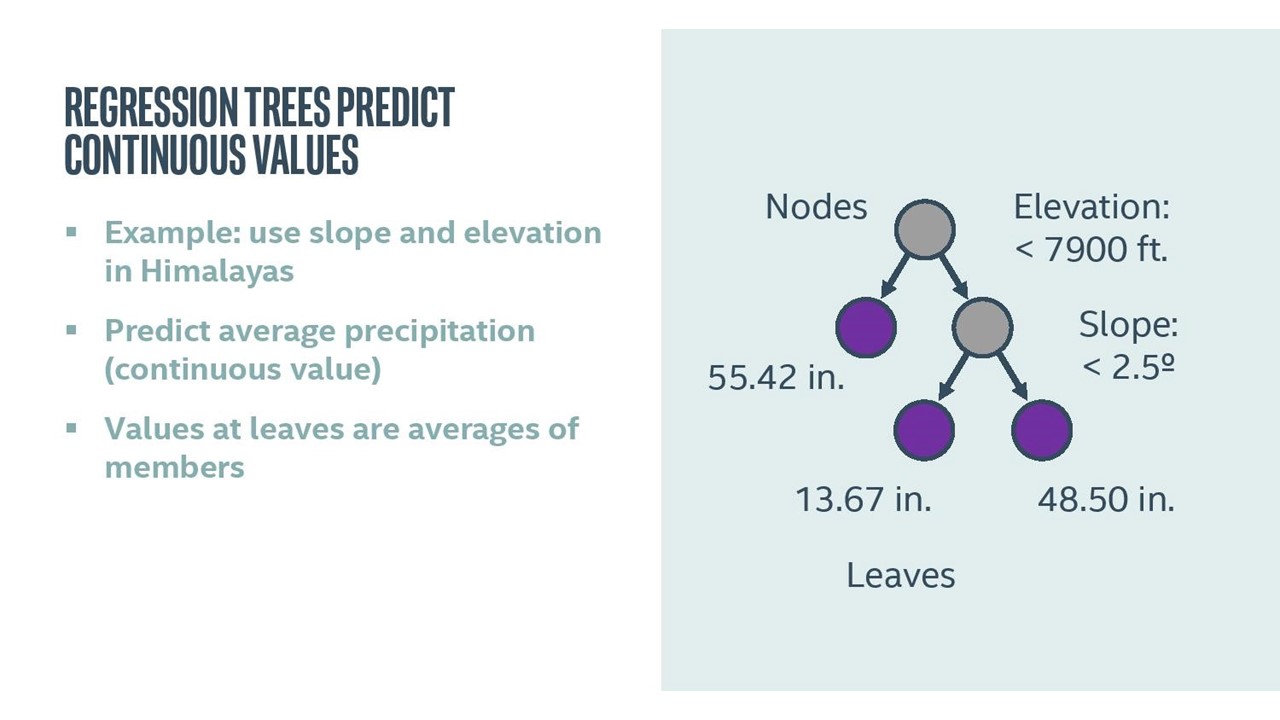 REGRESSION TREES PREDICT
CONTINUOUS VALUES
▪ Example: use slope and elevation
in Himalayas
▪ Predict average precipitation
(continuous value)
▪ Values at leaves are averages of
members
Nodes
Elevation:
< 7900 ft.
Slope:
< 2.5º
55.42 in.
13.67 in.
48.50 in.
Leaves